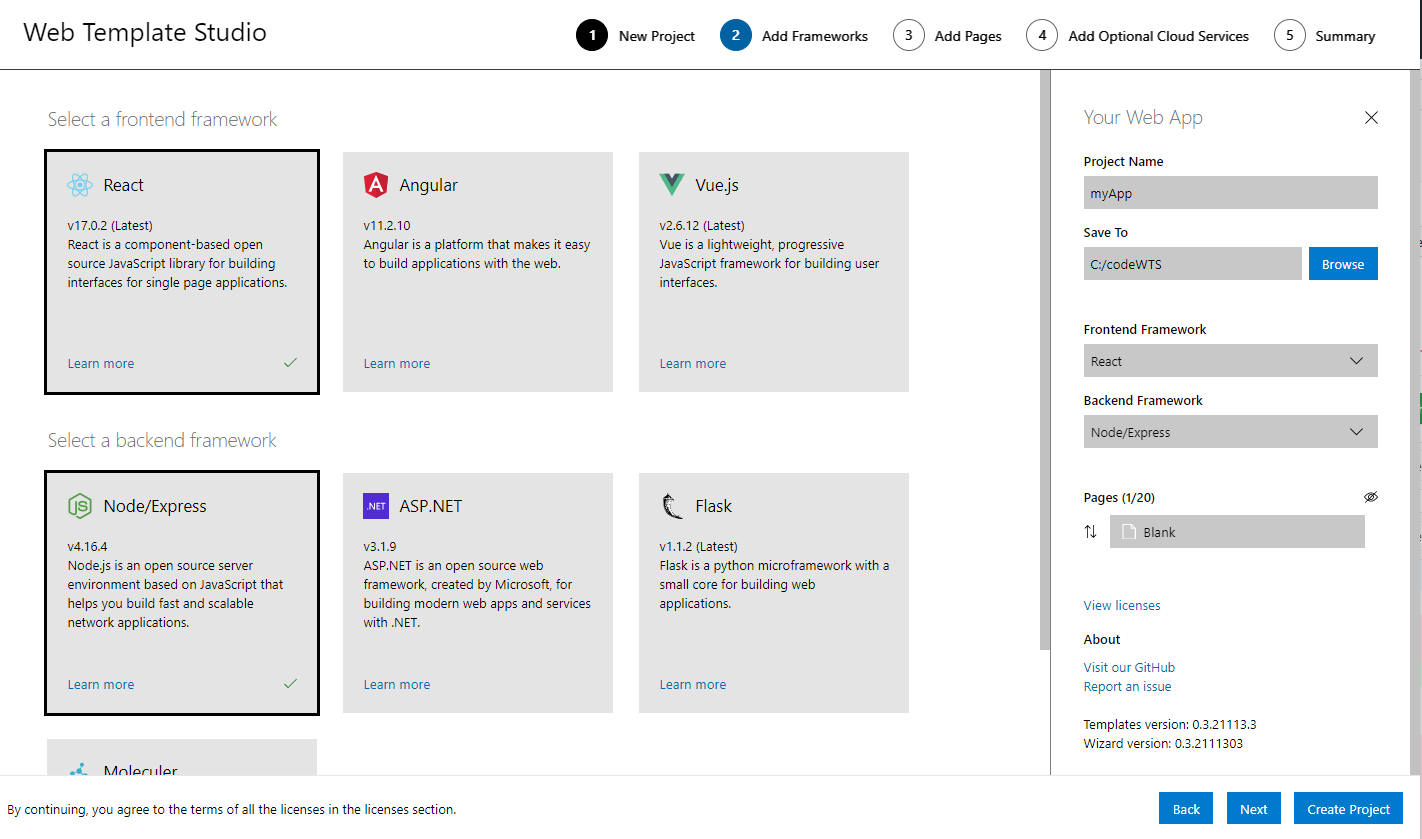 Web Template Studio
1 New Project
2 Add Frameworks
3 Add Pages
4 Add Optional Cloud Services
5 Summary
Select a frontend framework
React
v17.0.2 (Latest)
React is a component-based open
source JavaScript library for building
interfaces for single page applications.
Learn more
Angular
v11.2.10
Angular is a platform that makes it easy
to build applications with the web.
Learn more
Vue.js
v2.6.12 (Latest)
Vue is a lightweight, progressive
JavaScript framework for building user
interfaces.
Learn more
Select a backend framework
Node/Express
v4.16.4
Node.js is an open source server
environment based on JavaScript that
helps you build fast and scalable
network applications.
Learn more
.NET
ASP.NET
v3.1.9
ASP.NET is an open source web
framework, created by Microsoft, for
building modern web apps and services
with .NET.
Learn more
Flask
v1.1.2 (Latest)
Flask is a python microframework with a
small core for building web
applications.
Learn more
Moleculer
Your Web App
Project Name
myApp
Save To
C:/codeWTS
Browse
Frontend Framework
React
Backend Framework
Node/Express
Pages (1/20)
Blank
View licenses
About
Visit our GitHub
Report an issue
Templates version: 0.3.21113.3
Wizard version: 0.3.2111303
By continuing, you agree to the terms of all the licenses in the licenses section.
Back
Next
Create Project